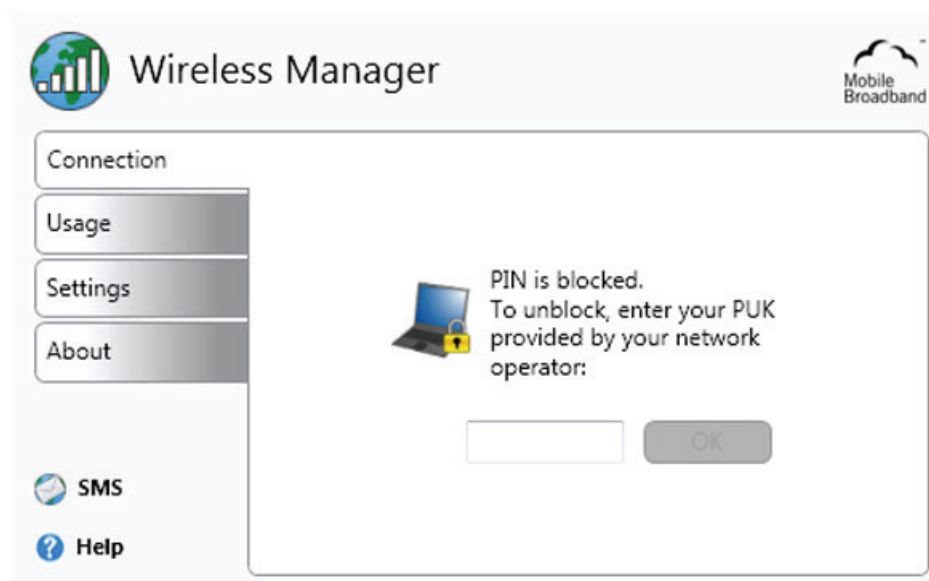 Wireless Manager
Mobile
Broadband
Connection
Usage
Settings
About
PIN is blocked.
To unblock, enter your PUK
provided by your network
operator:
OK
SMS
Help